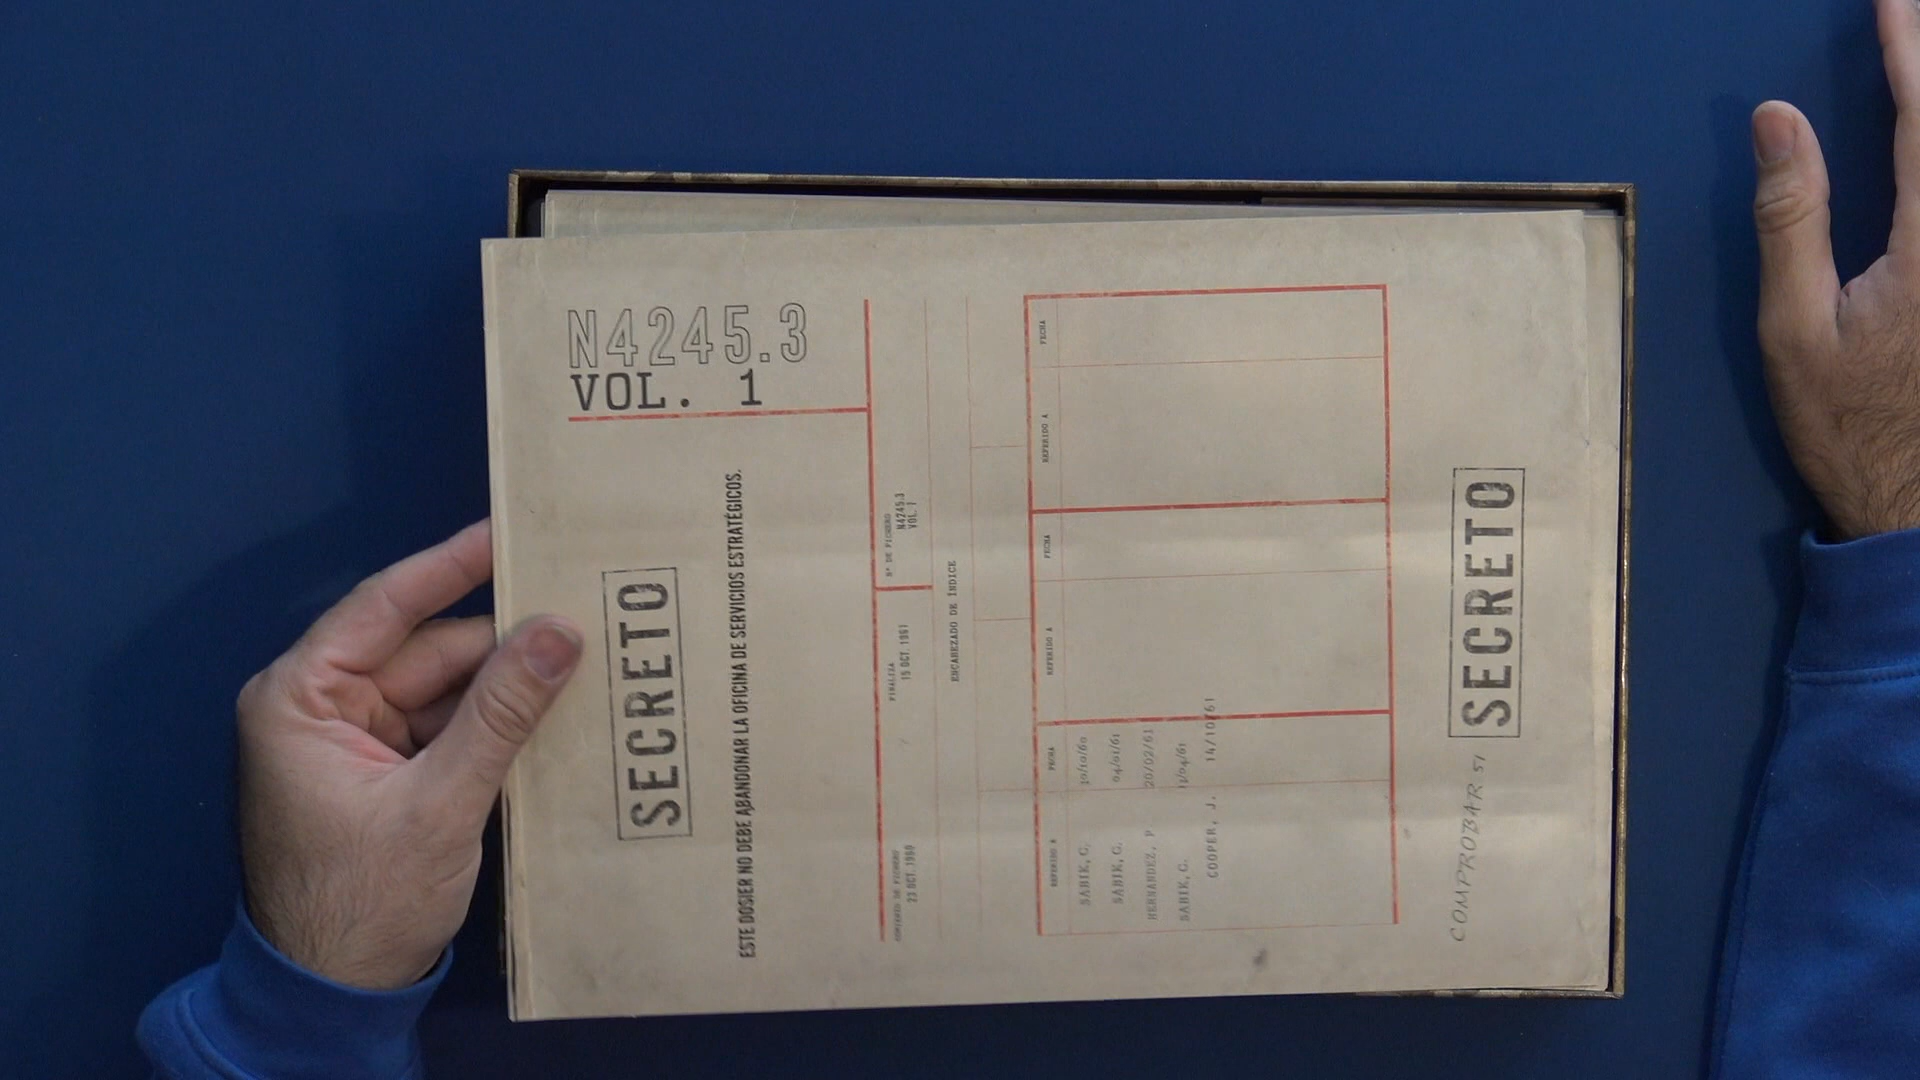 N4245.3
VOL. 1
SECRETO
ESTE DOSIER NO DEBE ABANDONAR LA OFICINA DE SERVICIOS ESTRATÉGICOS.
COMIENZO DE FICHERO
23 OCT. 1960
FINALIZA
15 OCT. 1961
Nº DE FICHERO
N4245.3
VOL. 1
ENCABEZADO DE ÍNDICE
REFERIDO A FECHA REFERIDO A FECHA REFERIDO A FECHA
SABIK, G. 10/10/60
SABIK, G. 04/01/61
HERNANDEZ, P 20/02/61
SABIK, G. 11/04/61
COOPER, J. 14/10/61
COMPROBAR 51
SECRETO